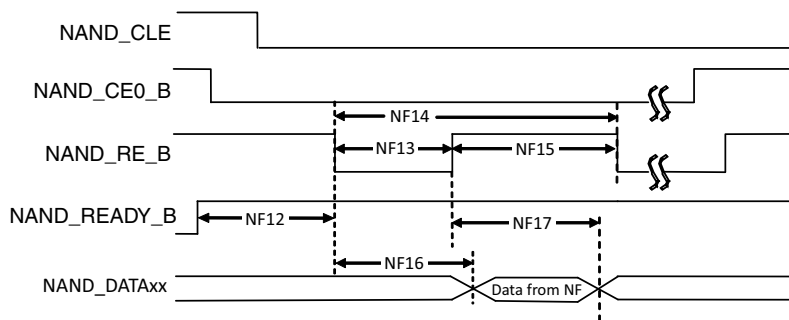 NAND_CLE
NAND_CE0_B
NF14
NAND_RE_B
NF13
NF15
NAND_READY_B
NF12
NF17
NF16
NAND_DATAxx
Data from NF